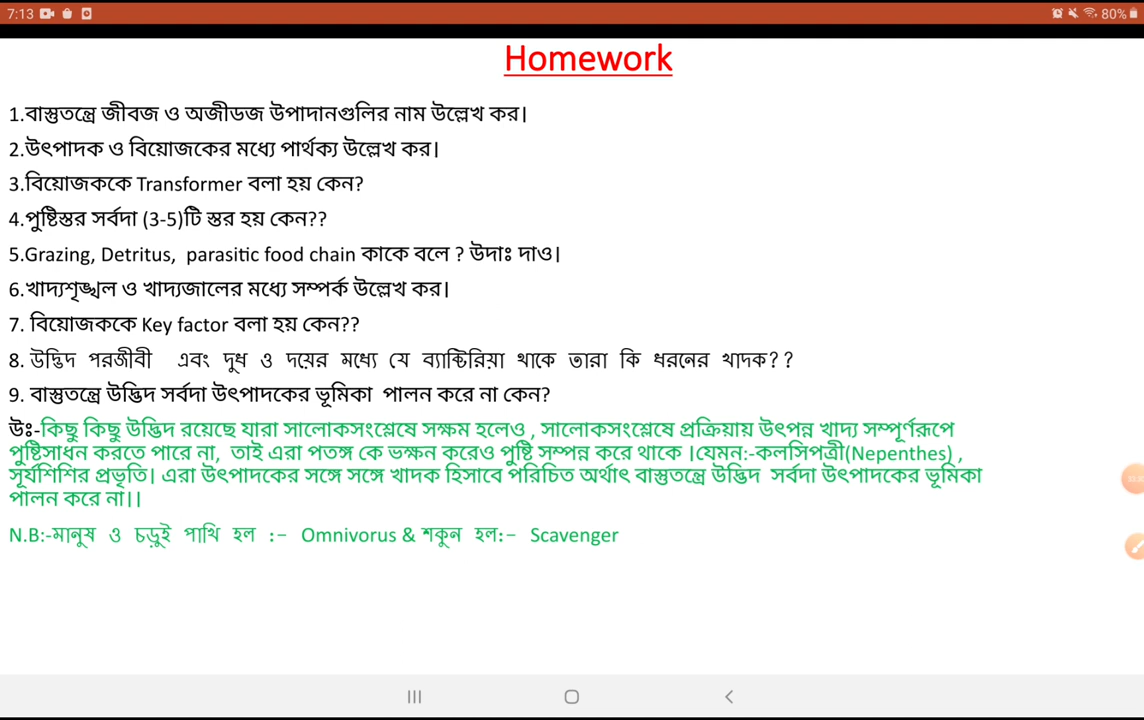 7:13
80%
Homework
1.বাস্তুতন্ত্রে জীবজ ও অজীভজ উপাদানগুলির নাম উল্লেখ কর।
2.উৎপাদক ও বিয়োজকের মধ্যে পার্থক্য উল্লেখ কর।
3.বিয়োজককে Transformer বলা হয় কেন?
4.পুষ্টিস্তর সর্বদা (3-5)টি স্তর হয় কেন??
5.Grazing, Detritus, parasitic food chain কাকে বলে ? উদাঃ দাও।
6.খাদ্যশৃঙ্খল ও খাদ্যজালের মধ্যে সম্পর্ক উল্লেখ কর।
7. বিয়োজককে Key factor বলা হয় কেন??
8. উদ্ভিদ পরজীবী এবং দুধ ও দয়ের মধ্যে যে ব্যাক্টিরিয়া থাকে তারা কি ধরনের খাদক??
9. বাস্তুতন্ত্রে উদ্ভিদ সর্বদা উৎপাদকের ভূমিকা পালন করে না কেন?
উঃ-কিছু কিছু উদ্ভিদ রয়েছে যারা সালোকসংশ্লেষে সক্ষম হলেও , সালোকসংশ্লেষে প্রক্রিয়ায় উৎপন্ন খাদ্য সম্পূর্ণরূপে
পুষ্টিসাধন করতে পারে না, তাই এরা পতঙ্গ কে ভক্ষন করেও পুষ্টি সম্পন্ন করে থাকে ।যেমন:-কলসিপত্রী(Nepenthes) ,
সূর্যশিশির প্রভৃতি। এরা উৎপাদকের সঙ্গে সঙ্গে খাদক হিসাবে পরিচিত অর্থাৎ বাস্তুতন্ত্রে উদ্ভিদ সর্বদা উৎপাদকের ভূমিকা
পালন করে না।।
N.B:-মানুষ ও চড়ুই পাখি হল :- Omnivorus & শকুন হল:- Scavenger